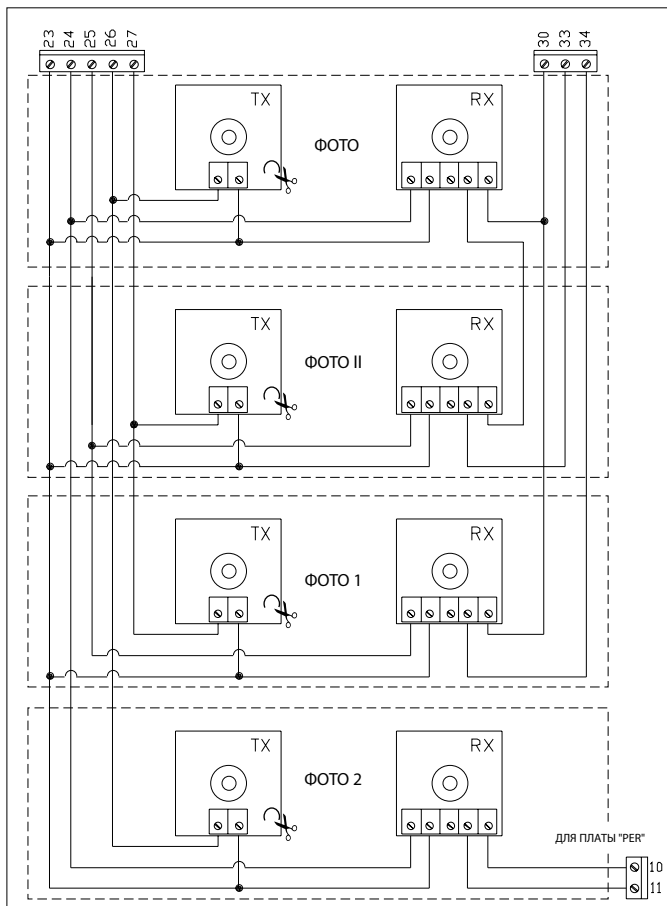 23 24 25 26 27 30 33 34
TX RX
ФОТО
TX RX
ФОТО II
TX RX
ФОТО 1
TX RX
ФОТО 2
ДЛЯ ПЛАТЫ "PER"
10
11